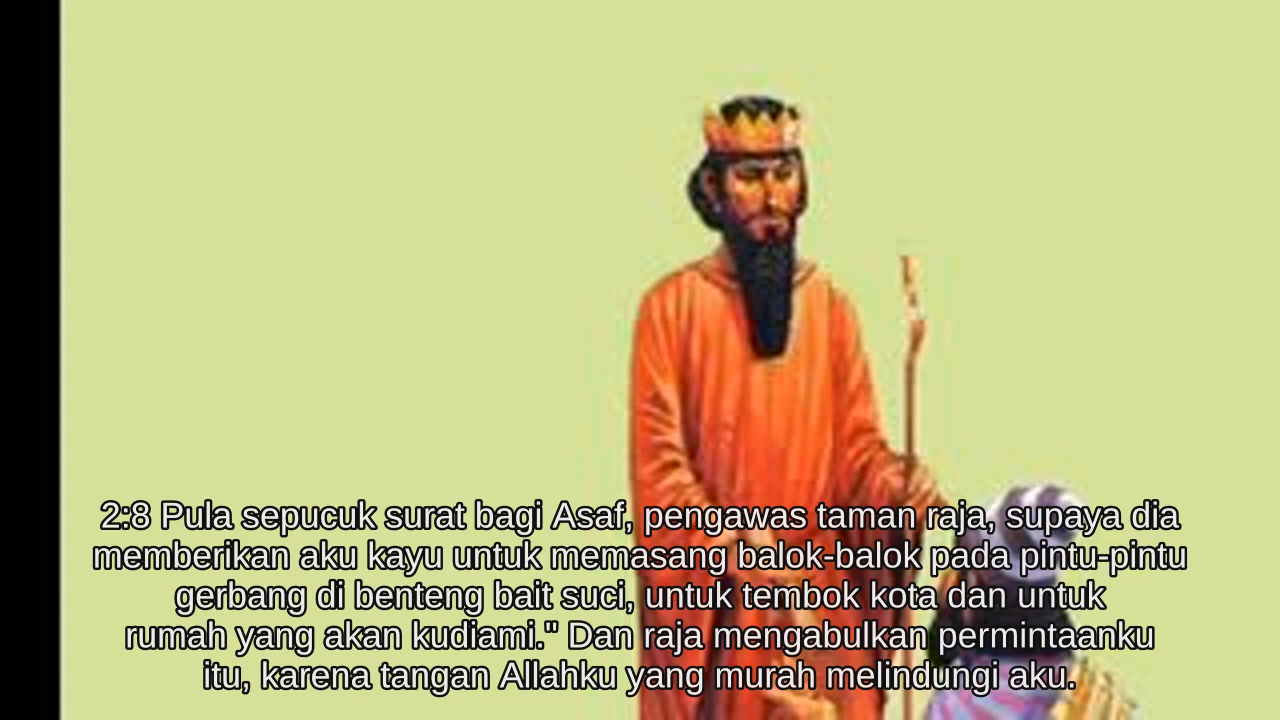 2:8 Pula sepucuk surat bagi Asaf, pengawas taman raja, supaya dia
memberikan aku kayu untuk memasang balok-balok pada pintu-pintu
gerbang di benteng bait suci, untuk tembok kota dan untuk
rumah yang akan kudiami." Dan raja mengabulkan permintaanku
itu, karena tangan Allahku yang murah melindungi aku.